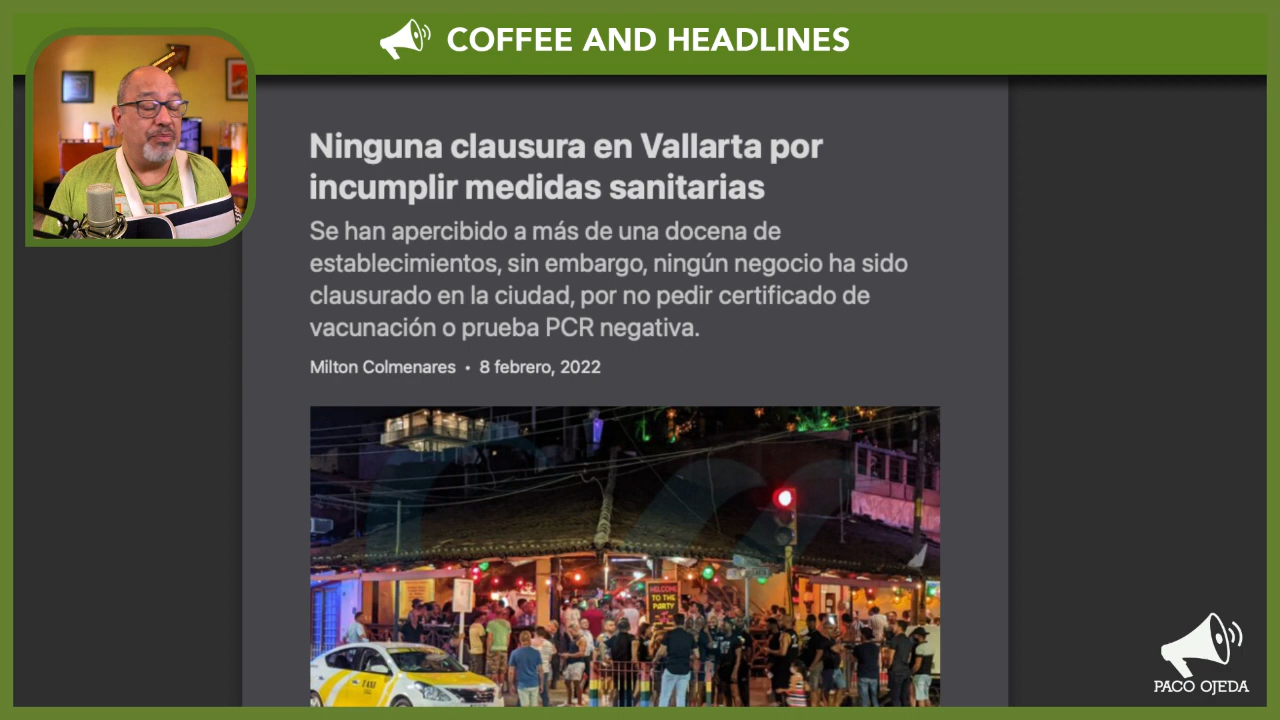 COFFEE AND HEADLINES
Ninguna clausura en Vallarta por
incumplir medidas sanitarias
Se han apercibido a más de una docena de
establecimientos, sin embargo, ningún negocio ha sido
clausurado en la ciudad, por no pedir certificado de
vacunación o prueba PCR negativa.
Milton Colmenares • 8 febrero, 2022
WELCOME
TO THE
PARTY
TAXI
PACO OJEDA